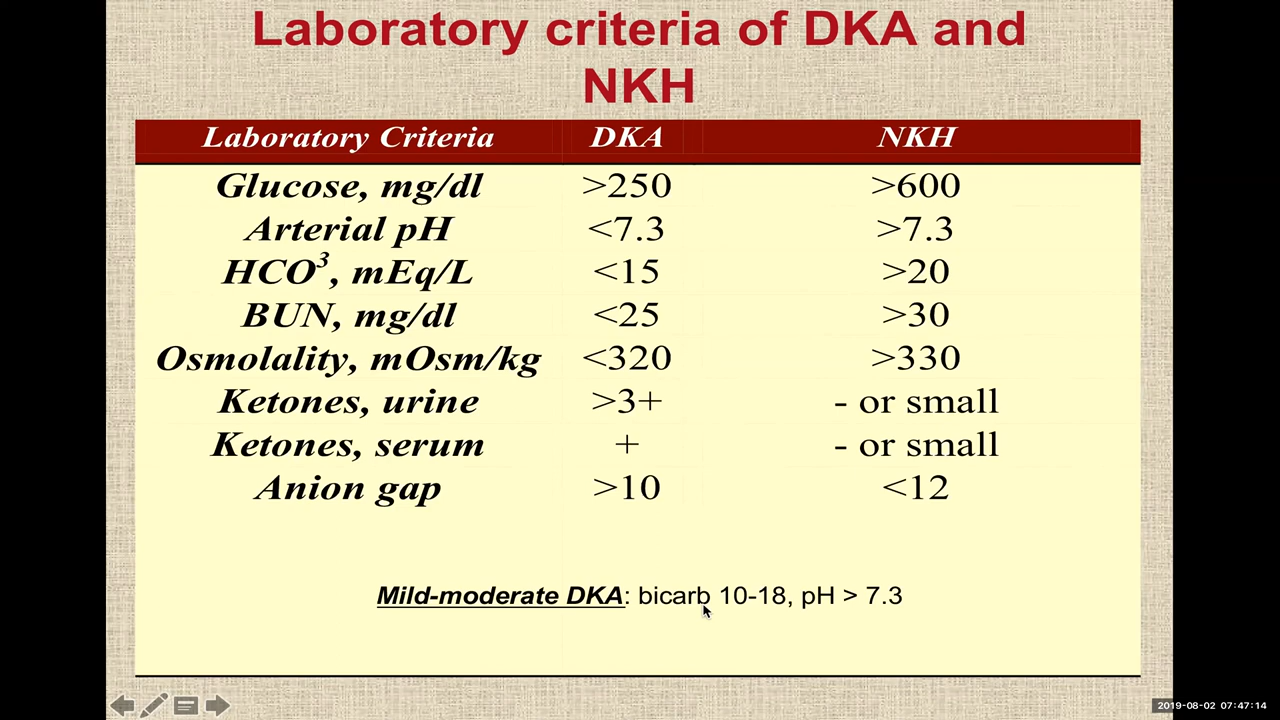 Laboratory criteria of DKA and
NKH
Laboratory Criteria DKA NKH
Glucose, mg/dl >250 >600
Arterial pH <7.3 >7.3
HCO³, mEq/L <15 >20
BUN, mg/dl <25 >30
Osmolality, mOsm/kg <320 >330
Ketones, urine >3+ - or small
Ketones, serum + - or small
Anion gap >10 <12
Mild-moderate DKA: bicarb 10-18, pH > 7.3
2019-08-02 07:47:14